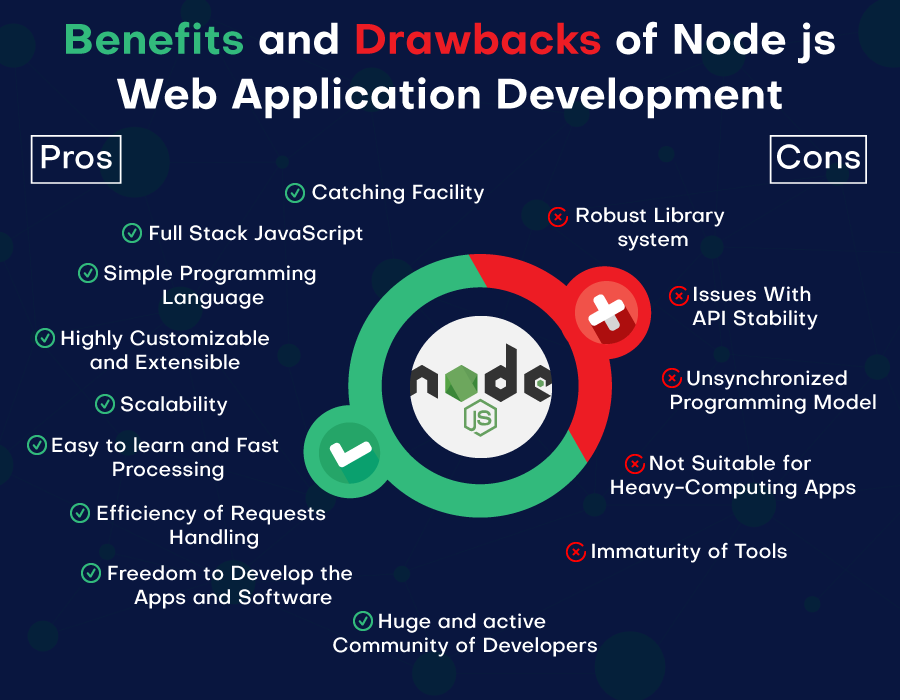 Benefits and Drawbacks of Node js
Web Application Development
Pros
Cons
Catching Facility
Full Stack JavaScript
Simple Programming
Language
Highly Customizable
and Extensible
Scalability
Easy to learn and Fast
Processing
Efficiency of Requests
Handling
Freedom to Develop the
Apps and Software
Huge and active
Community of Developers
Robust Library
system
Issues With
API Stability
Unsynchronized
Programming Model
Not Suitable for
Heavy-Computing Apps
Immaturity of Tools
node
JS